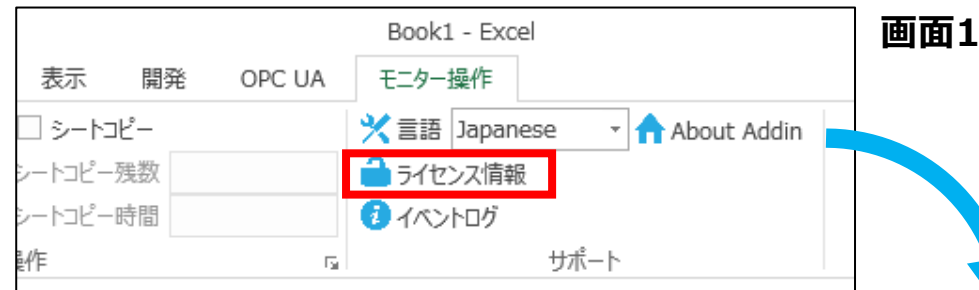 Book1 - Excel
画面1
表示 開発 OPC UA モニター操作
シートコピー 言語 Japanese About Addin
シートコピー残数 ライセンス情報
シートコピー時間 イベントログ
操作 サポート